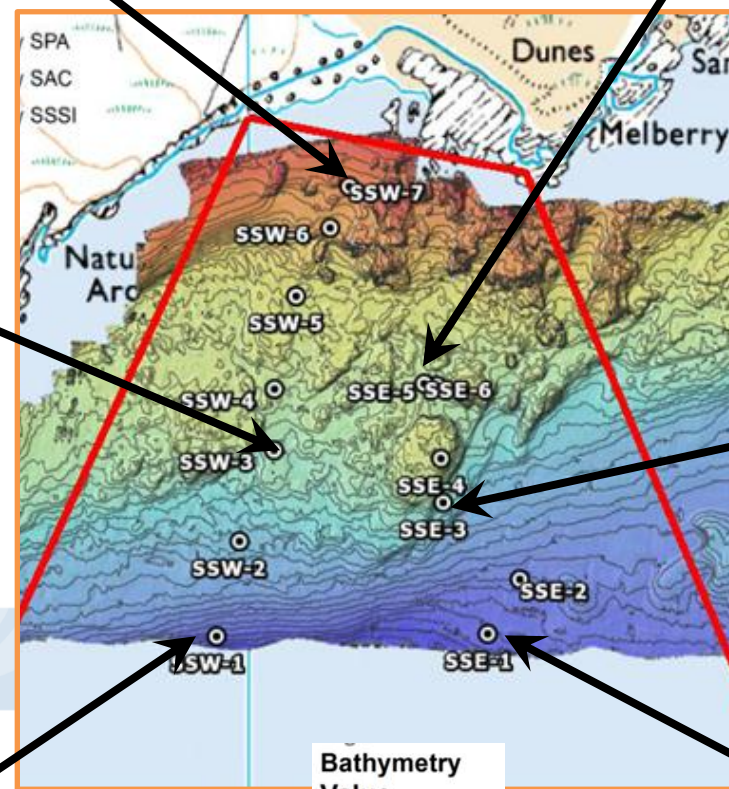 SPA
SAC
SSSI
Dunes
Melberry
SSW-7
SSW-6
Natu
Arc
SSW-5
SSW-4
SSE-5
SSE-6
SSW-3
SSE-4
SSE-3
SSW-2
SSE-2
SSW-1
SSE-1
Bathymetry